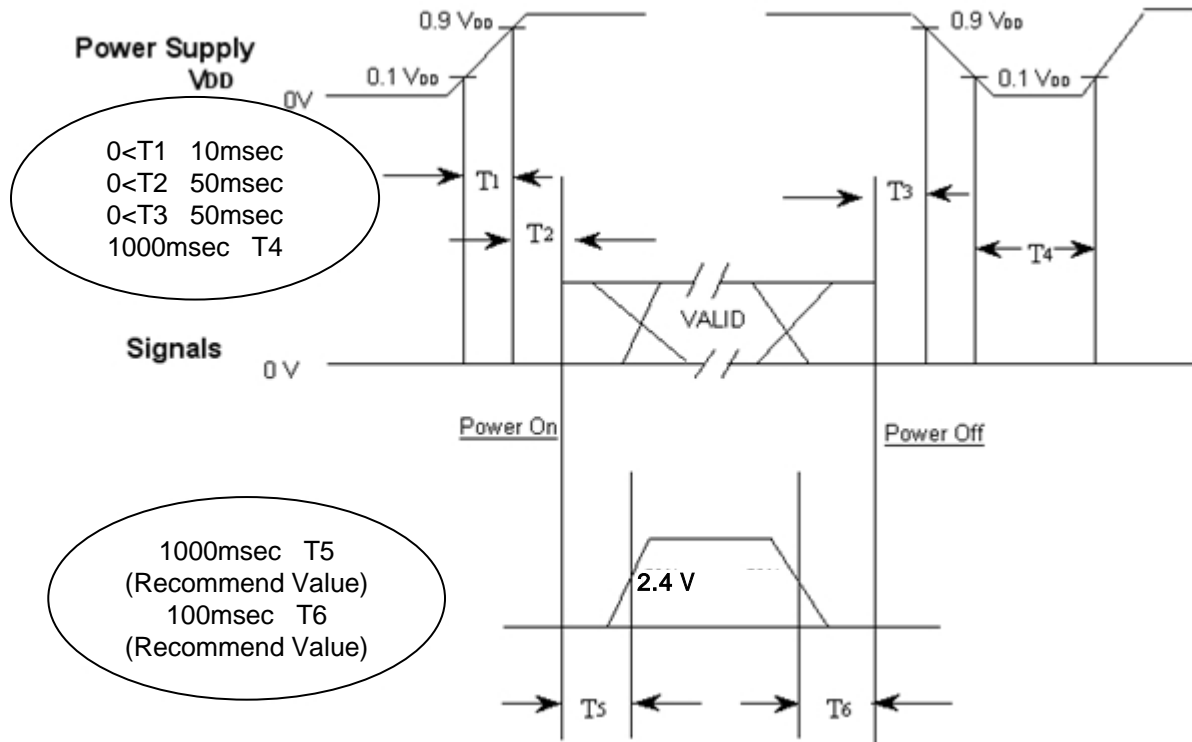 0.9 VDD
0.9 VDD
Power Supply
VDD
0.1 VDD
0.1 VDD
0V
0<T1 10msec
0<T2 50msec
0<T3 50msec
1000msec T4
T1
T3
T2
T4
VALID
Signals
0 V
Power On
Power Off
1000msec T5
(Recommend Value)
100msec T6
(Recommend Value)
2.4 V
T5
T6